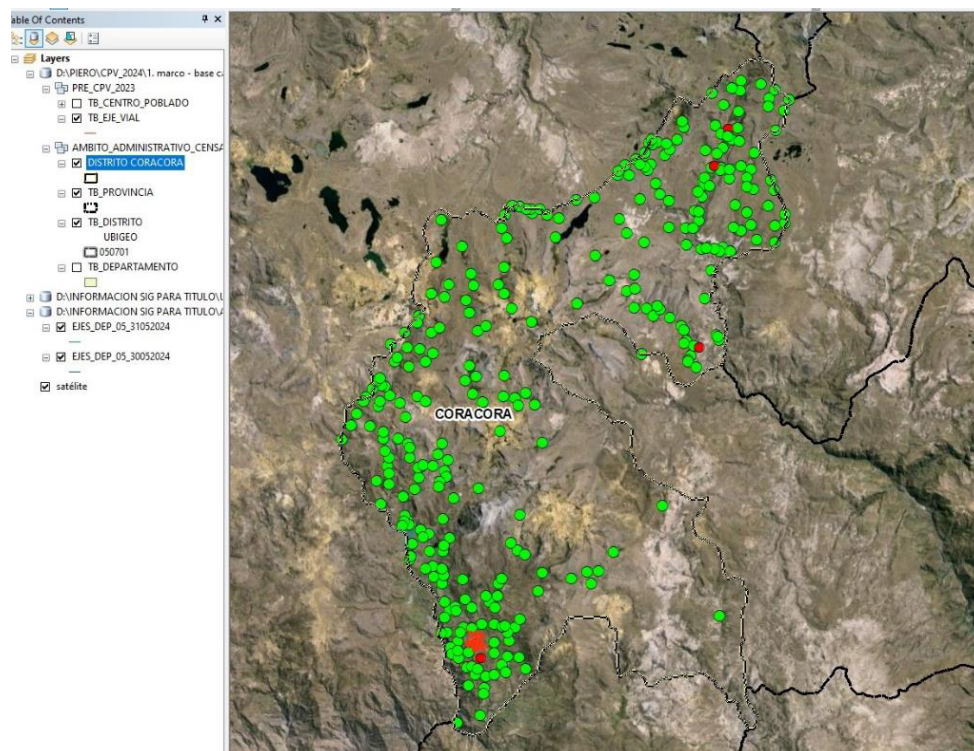 able Of Contents
Layers
D:\PIERO\CPV_2024\1. marco - base ca
PRE_CPV_2023
TB_CENTRO_POBLADO
TB_EJE_VIAL
AMBITO_ADMINISTRATIVO_CENSA
DISTRITO CORACORA
TB_PROVINCIA
TB_DISTRITO
UBIGEO
050701
TB_DEPARTAMENTO
D:\INFORMACION SIG PARA TITULO\L
D:\INFORMACION SIG PARA TITULO\A
EJES_DEP_05_31052024
EJES_DEP_05_30052024
satélite
CORACORA